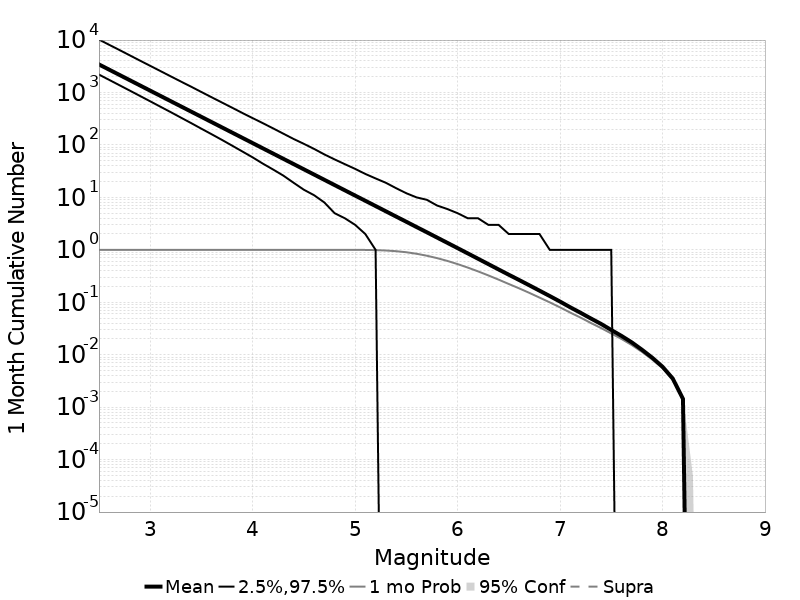 10^4
10^3
10^2
10^1
10^0
10^-1
10^-2
10^-3
10^-4
10^-5
1 Month Cumulative Number
3 4 5 6 7 8 9
Magnitude
Mean 2.5%,97.5% 1 mo Prob 95% Conf Supra